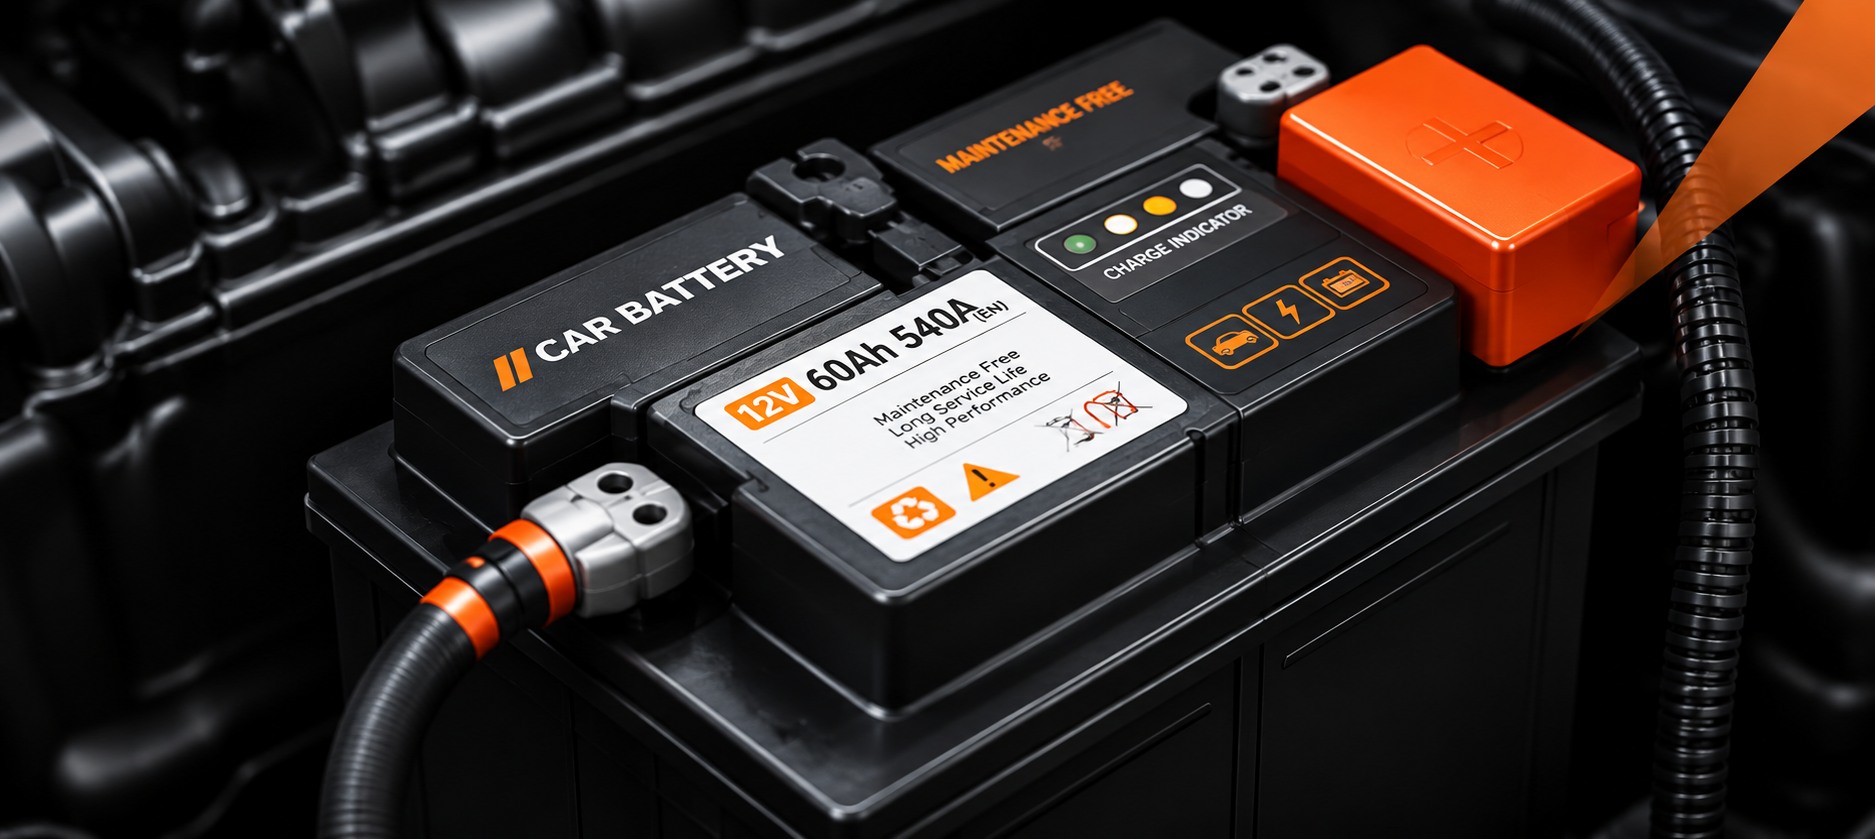 MAINTENANCE FREE
CAR BATTERY
CHARGE INDICATOR
12V 60Ah 540A (EN)
Maintenance Free
Long Service Life
High Performance